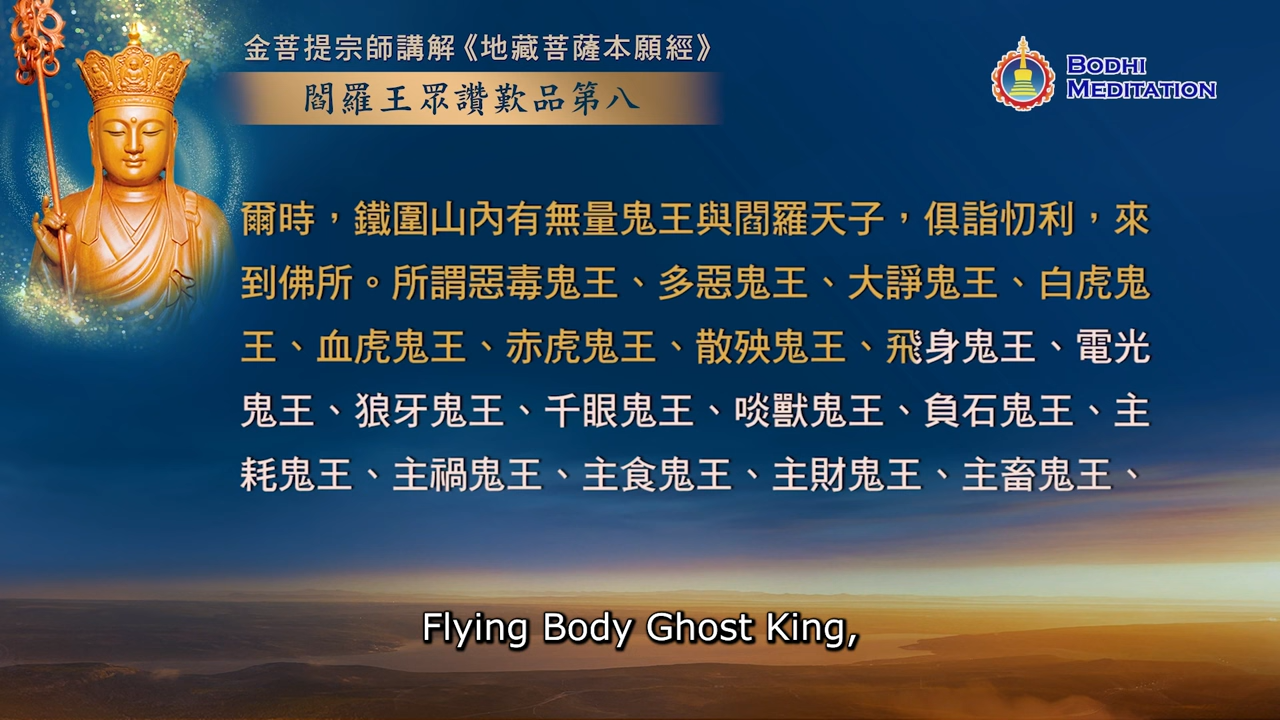 金菩提宗師講解《地藏菩薩本願經》
閻羅王眾讚歎品第八
BODHI
MEDITATION
爾時，鐵圍山內有無量鬼王與閻羅天子，俱詣忉利，來
到佛所。所謂惡毒鬼王、多惡鬼王、大諍鬼王、白虎鬼
王、血虎鬼王、赤虎鬼王、散殃鬼王、飛身鬼王、電光
鬼王、狼牙鬼王、千眼鬼王、啖獸鬼王、負石鬼王、主
耗鬼王、主禍鬼王、主食鬼王、主財鬼王、主畜鬼王、
Flying Body Ghost King,